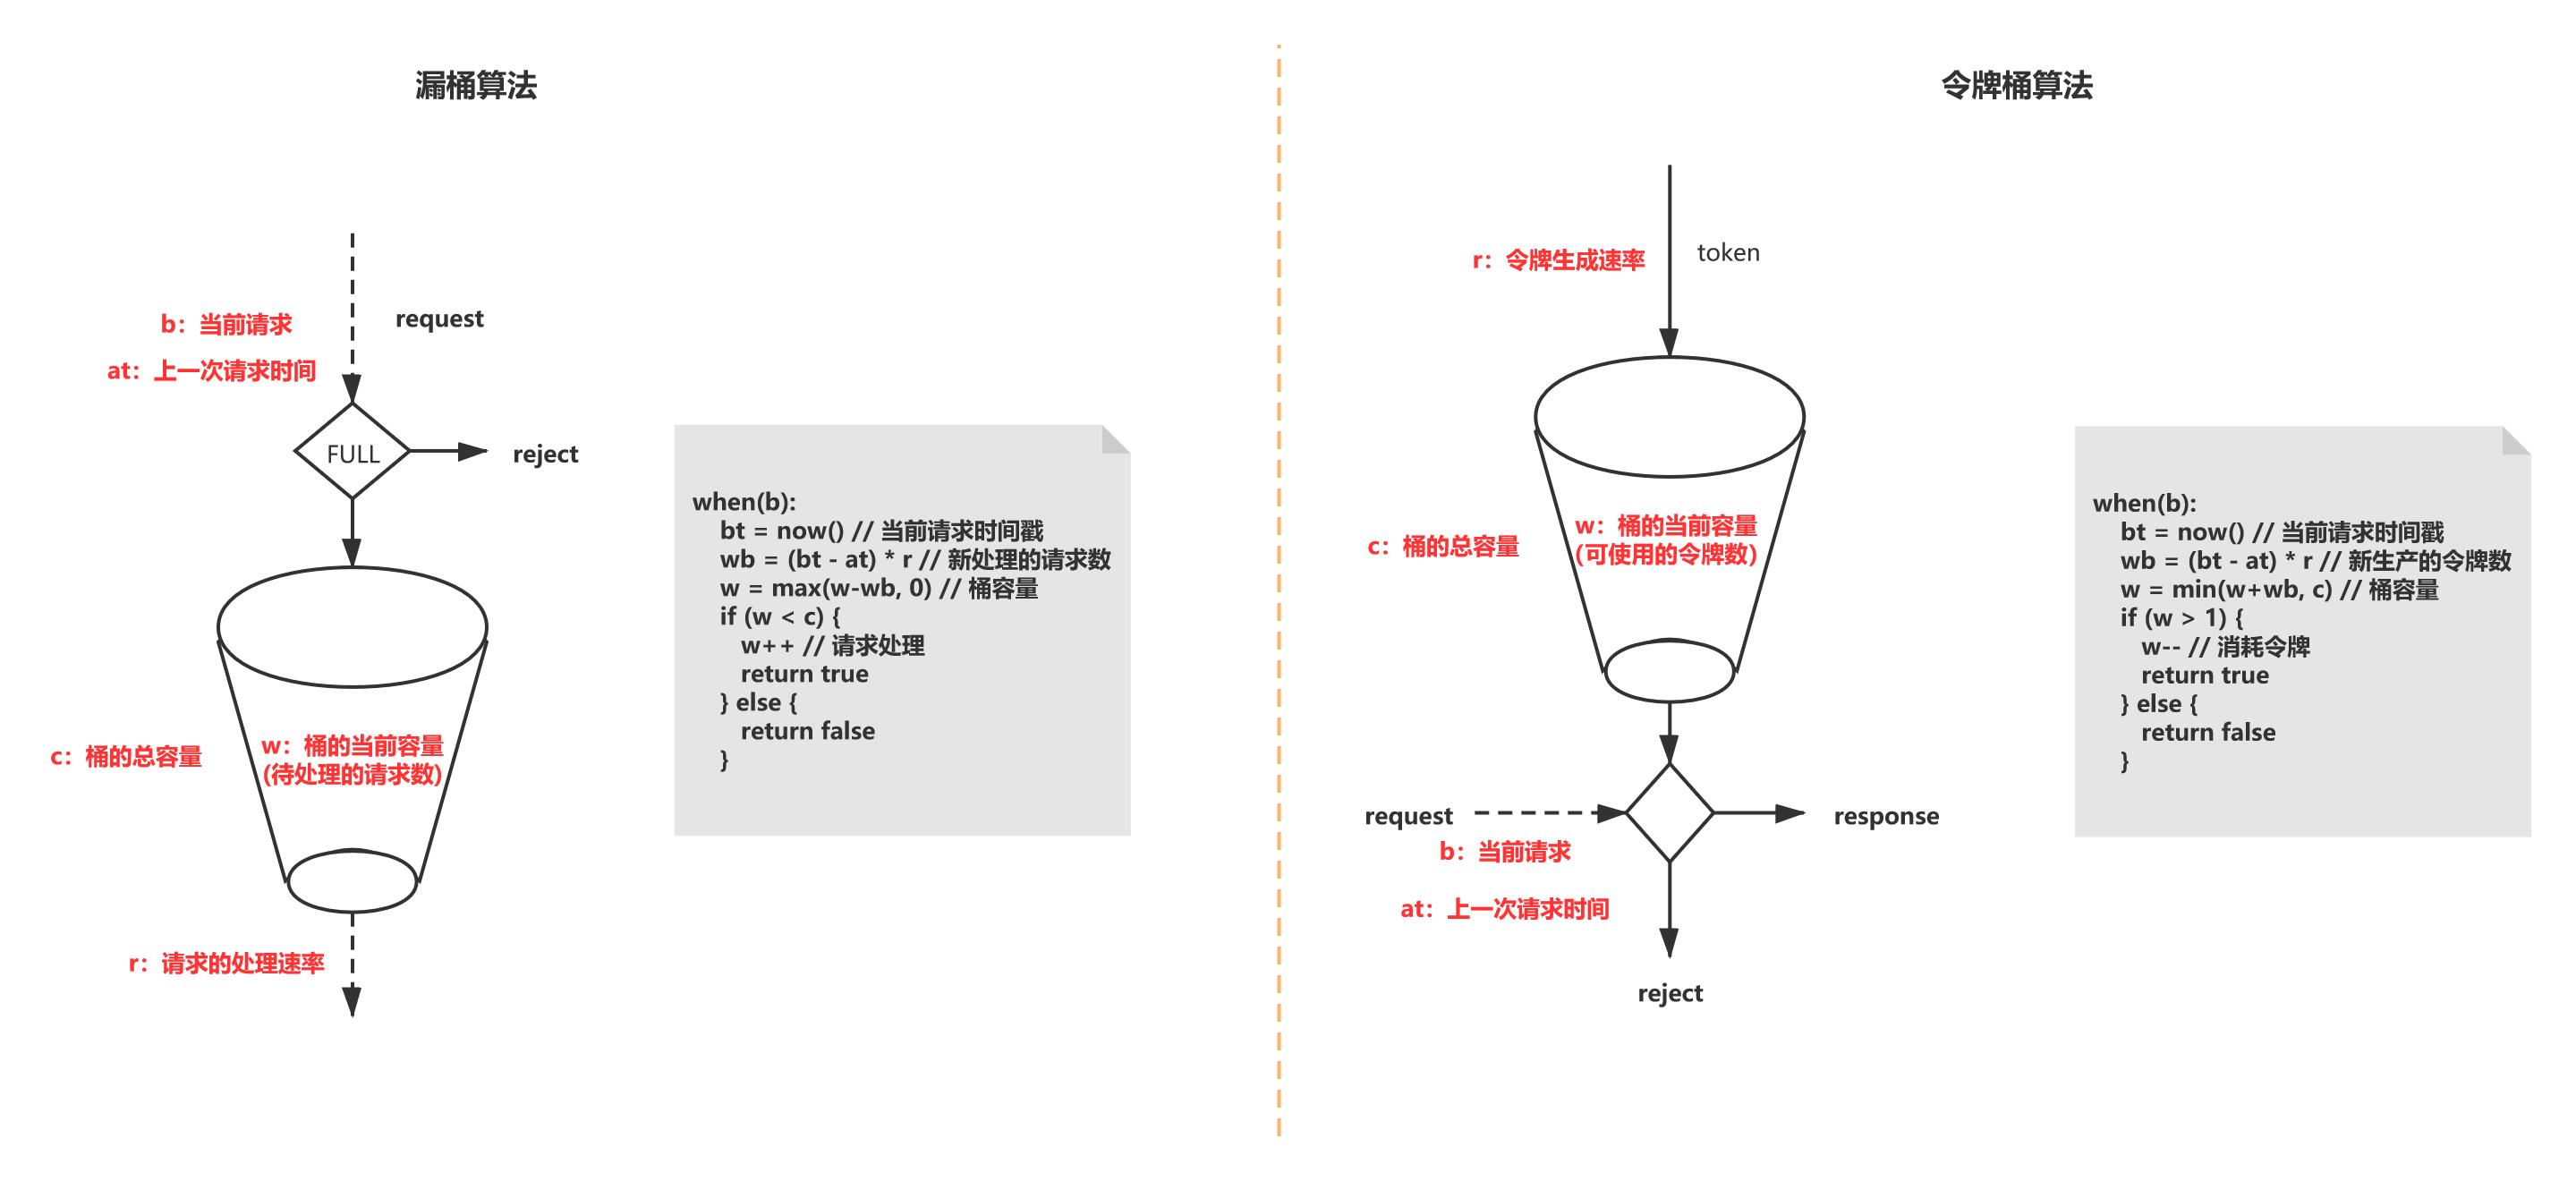 漏桶算法
request
b：当前请求
at：上一次请求时间
FULL
reject
c：桶的总容量
w：桶的当前容量
(待处理的请求数)
r：请求的处理速率
when(b):
bt = now() // 当前请求时间戳
wb = (bt - at) * r // 新处理的请求数
w = max(w-wb, 0) // 桶容量
if (w < c) {
w++ // 请求处理
return true
} else {
return false
}
令牌桶算法
r：令牌生成速率
token
c：桶的总容量
w：桶的当前容量
(可使用的令牌数)
request
response
b：当前请求
at：上一次请求时间
reject
when(b):
bt = now() // 当前请求时间戳
wb = (bt - at) * r // 新生产的令牌数
w = min(w+wb, c) // 桶容量
if (w > 1) {
w-- // 消耗令牌
return true
} else {
return false
}